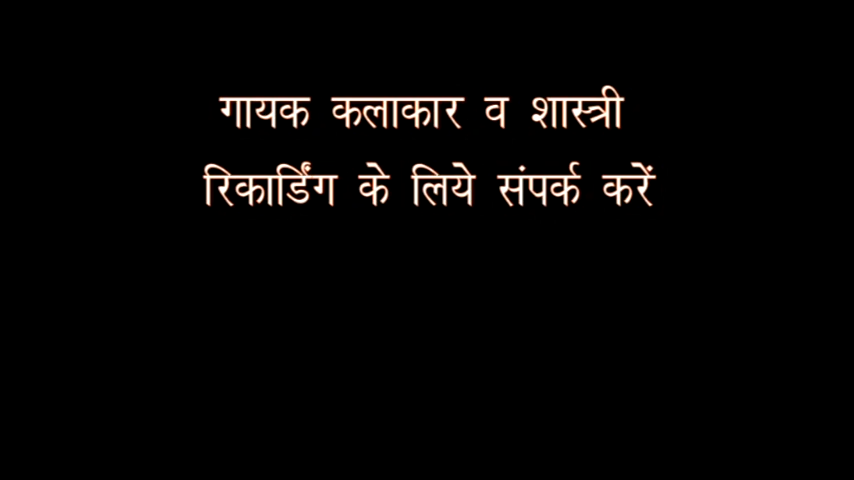 गायक कलाकार व शास्त्री
रिकार्डिंग के लिये संपर्क करें